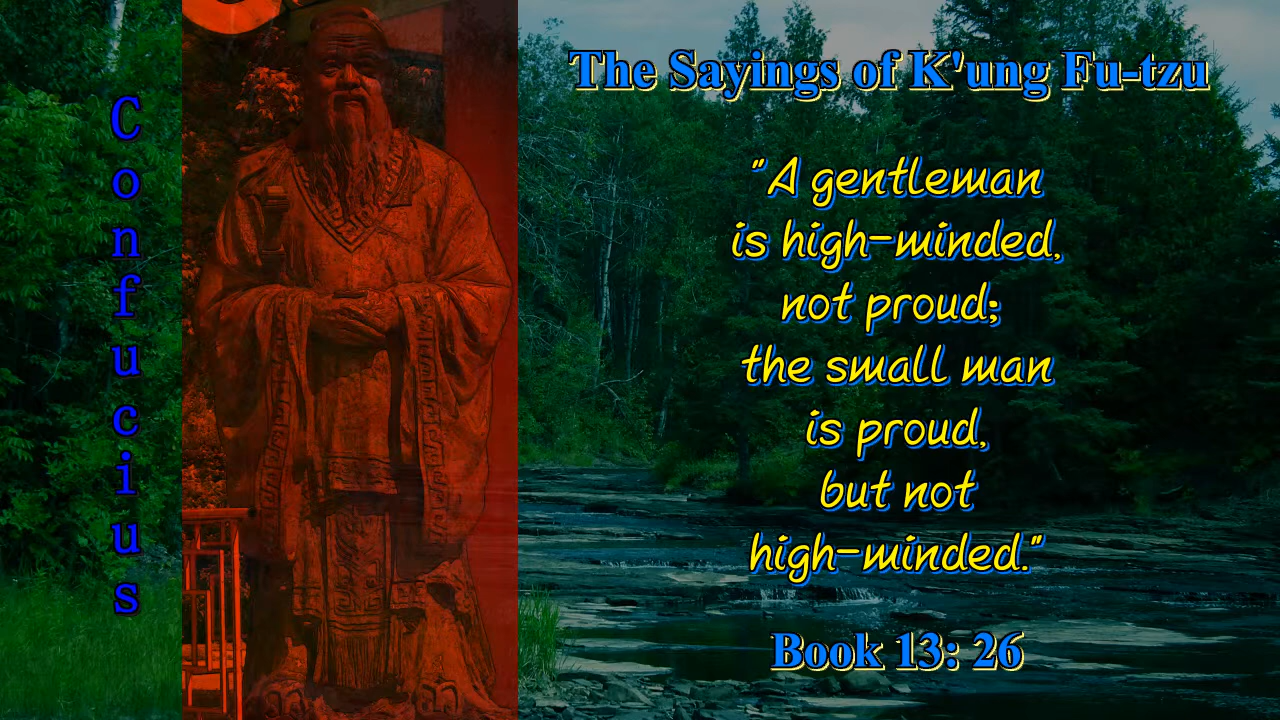 Confucius
The Sayings of K'ung Fu-tzu
"A gentleman
is high-minded,
not proud;
the small man
is proud,
but not
high-minded."
Book 13: 26